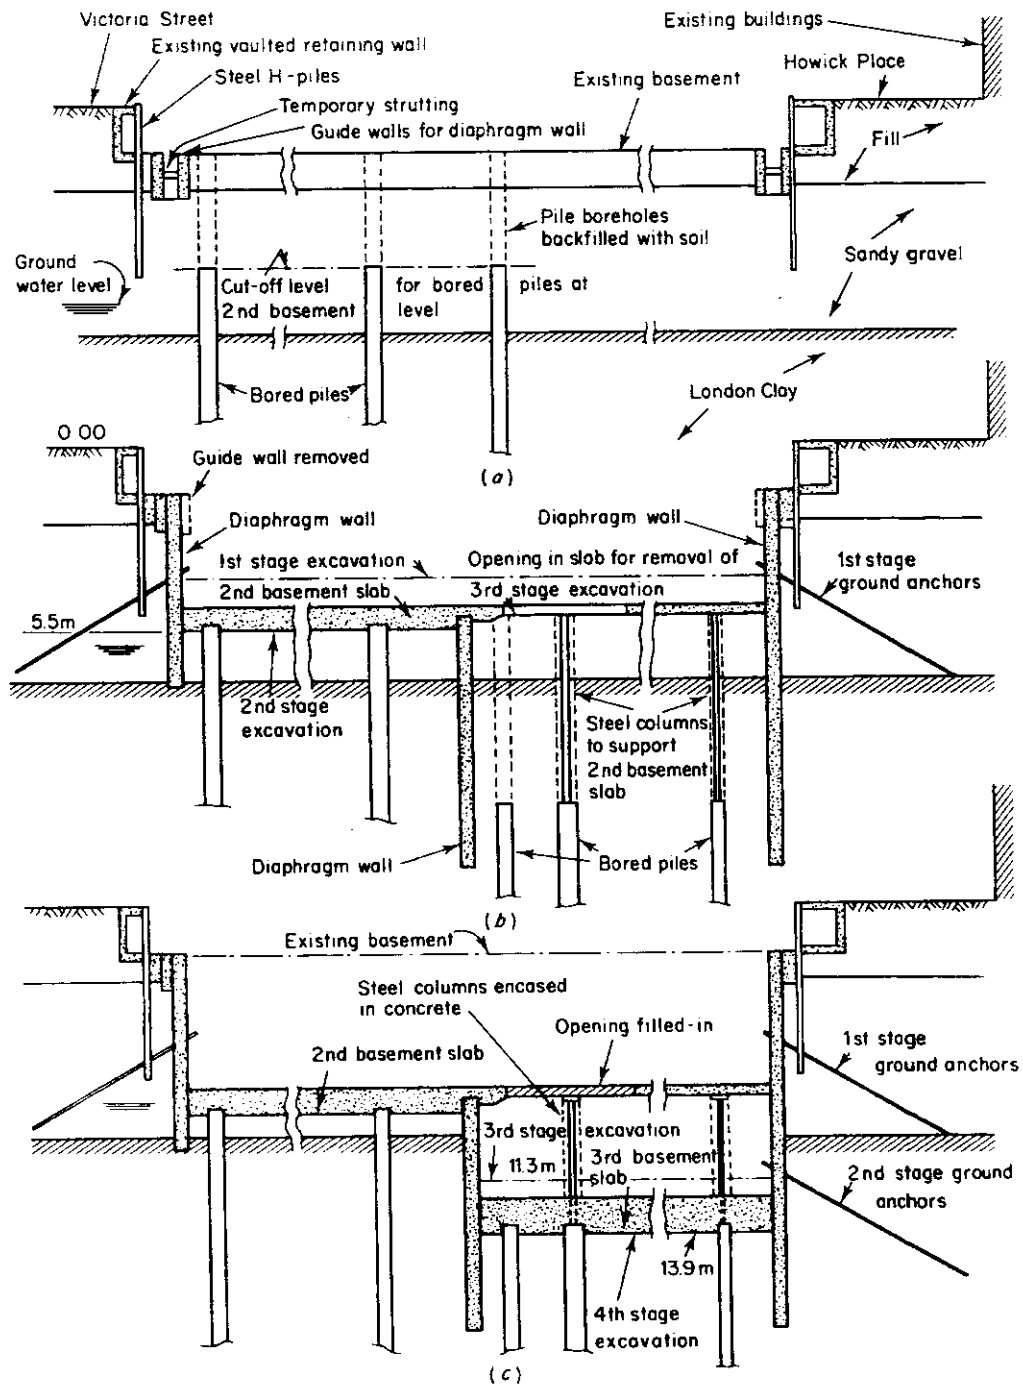 Victoria Street
Existing vaulted retaining wall
Steel H-piles
Temporary strutting
Guide walls for diaphragm wall
Existing basement
Existing buildings
Howick Place
Fill
Pile boreholes
backfilled with soil
Sandy gravel
Ground
water level
Cut-off level for bored piles at
2nd basement level
Bored piles
London Clay
(a)
0 00
Guide wall removed
Diaphragm wall
Diaphragm wall
1st stage excavation
2nd basement slab
Opening in slab for removal of
3rd stage excavation
1st stage
ground anchors
5.5m
2nd stage
excavation
Steel columns
to support
2nd basement
slab
Diaphragm wall
Bored piles
(b)
Existing basement
Steel columns encased
in concrete
Opening filled-in
2nd basement slab
1st stage
ground anchors
3rd stage excavation
11.3m
3rd basement
slab
2nd stage ground
anchors
13.9m
4th stage
excavation
(c)